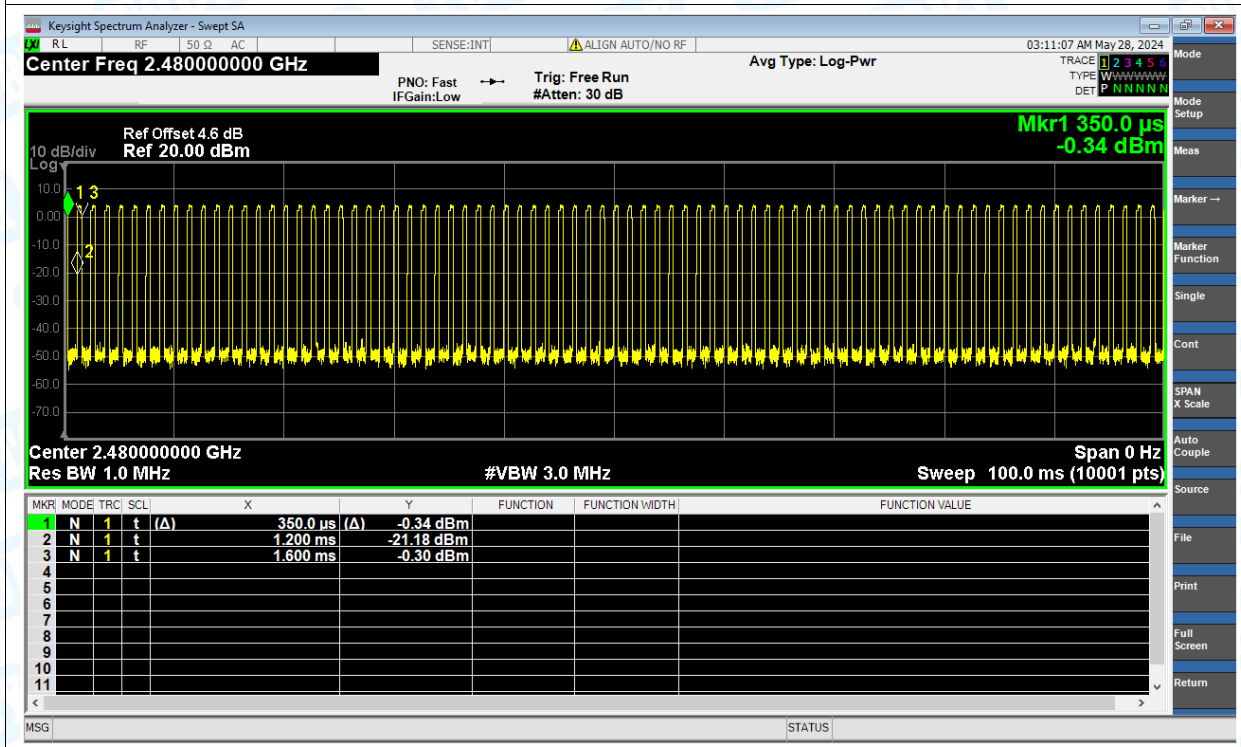 Keysight Spectrum Analyzer - Swept SA
LXI RL RF 50 Ω AC SENSE:INT ALIGN AUTO/NO RF 03:11:07 AM May 28, 2024
Center Freq 2.480000000 GHz
PNO: Fast
IFGain:Low
Trig: Free Run
#Atten: 30 dB
Avg Type: Log-Pwr
TRACE 1 2 3 4 5 6
TYPE WWWWWW
DET P N N N N N
Mkr1 350.0 µs
-0.34 dBm
Ref Offset 4.6 dB
10 dB/div Ref 20.00 dBm
Log
10.0
0.00
-10.0
-20.0
-30.0
-40.0
-50.0
-60.0
-70.0
1 3
2
Center 2.480000000 GHz Span 0 Hz
Res BW 1.0 MHz #VBW 3.0 MHz Sweep 100.0 ms (10001 pts)
MKR MODE TRC SCL X Y FUNCTION FUNCTION WIDTH FUNCTION VALUE
1 N 1 t (Δ) 350.0 µs (Δ) -0.34 dBm
2 N 1 t 1.200 ms -21.18 dBm
3 N 1 t 1.600 ms -0.30 dBm
4
5
6
7
8
9
10
11
MSG STATUS
Mode
Mode
Setup
Meas
Marker →
Marker
Function
Single
Cont
SPAN
X Scale
Auto
Couple
Source
File
Print
Full
Screen
Return